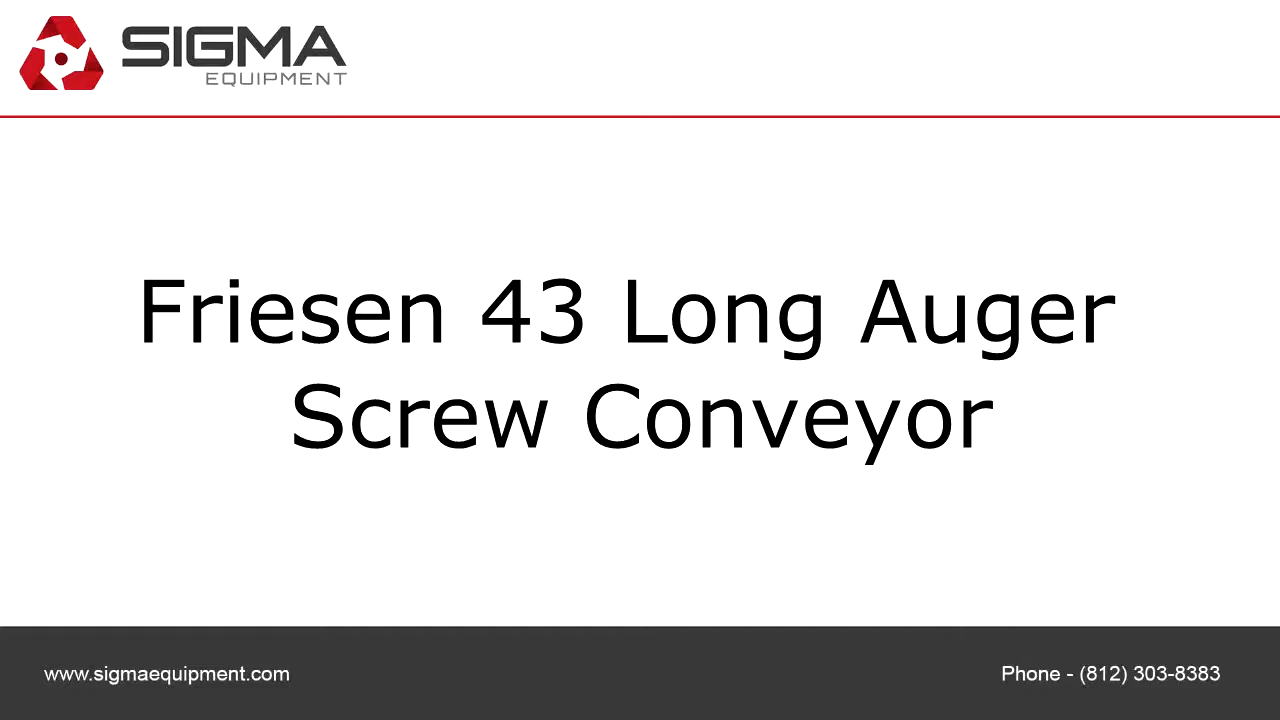 SIGMA
EQUIPMENT
Friesen 43 Long Auger
Screw Conveyor
www.sigmaequipment.com
Phone - (812) 303-8383